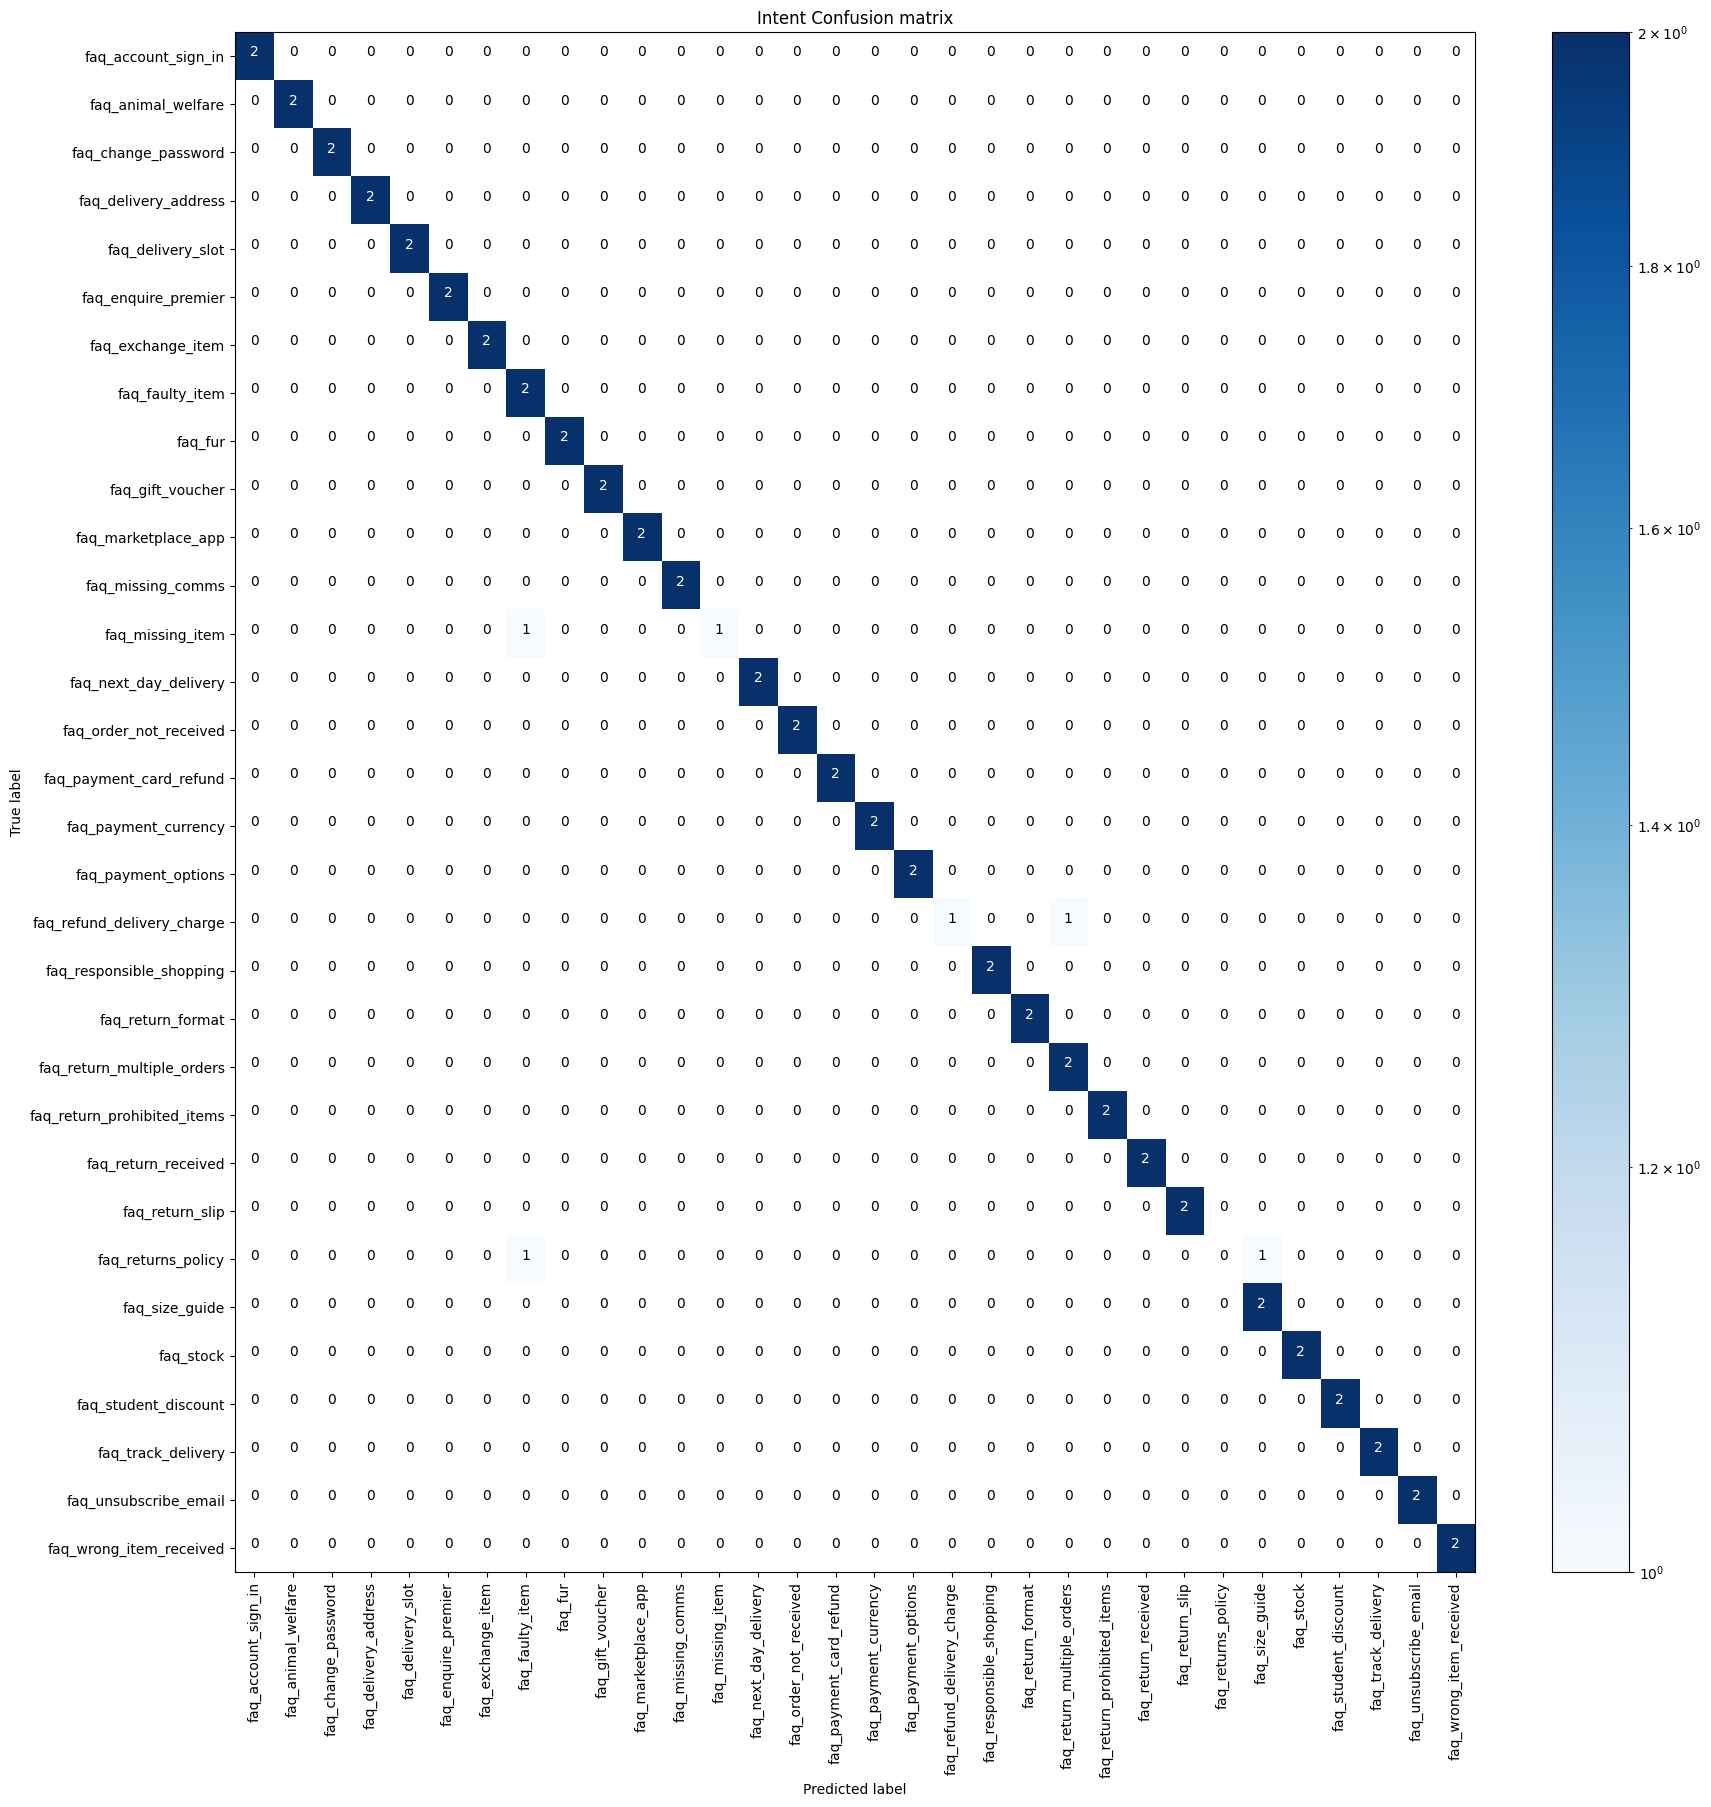 Intent Confusion matrix
faq_account_sign_in 2 0 0 0 0 0 0 0 0 0 0 0 0 0 0 0 0 0 0 0 0 0 0 0 0 0 0 0 0 0 0 0
faq_animal_welfare 0 2 0 0 0 0 0 0 0 0 0 0 0 0 0 0 0 0 0 0 0 0 0 0 0 0 0 0 0 0 0 0
faq_change_password 0 0 2 0 0 0 0 0 0 0 0 0 0 0 0 0 0 0 0 0 0 0 0 0 0 0 0 0 0 0 0 0
faq_delivery_address 0 0 0 2 0 0 0 0 0 0 0 0 0 0 0 0 0 0 0 0 0 0 0 0 0 0 0 0 0 0 0 0
faq_delivery_slot 0 0 0 0 2 0 0 0 0 0 0 0 0 0 0 0 0 0 0 0 0 0 0 0 0 0 0 0 0 0 0 0
faq_enquire_premier 0 0 0 0 0 2 0 0 0 0 0 0 0 0 0 0 0 0 0 0 0 0 0 0 0 0 0 0 0 0 0 0
faq_exchange_item 0 0 0 0 0 0 2 0 0 0 0 0 0 0 0 0 0 0 0 0 0 0 0 0 0 0 0 0 0 0 0 0
faq_faulty_item 0 0 0 0 0 0 0 2 0 0 0 0 0 0 0 0 0 0 0 0 0 0 0 0 0 0 0 0 0 0 0 0
faq_fur 0 0 0 0 0 0 0 0 2 0 0 0 0 0 0 0 0 0 0 0 0 0 0 0 0 0 0 0 0 0 0 0
faq_gift_voucher 0 0 0 0 0 0 0 0 0 2 0 0 0 0 0 0 0 0 0 0 0 0 0 0 0 0 0 0 0 0 0 0
faq_marketplace_app 0 0 0 0 0 0 0 0 0 0 2 0 0 0 0 0 0 0 0 0 0 0 0 0 0 0 0 0 0 0 0 0
faq_missing_comms 0 0 0 0 0 0 0 0 0 0 0 2 0 0 0 0 0 0 0 0 0 0 0 0 0 0 0 0 0 0 0 0
faq_missing_item 0 0 0 0 0 0 0 1 0 0 0 0 1 0 0 0 0 0 0 0 0 0 0 0 0 0 0 0 0 0 0 0
faq_next_day_delivery 0 0 0 0 0 0 0 0 0 0 0 0 0 2 0 0 0 0 0 0 0 0 0 0 0 0 0 0 0 0 0 0
faq_order_not_received 0 0 0 0 0 0 0 0 0 0 0 0 0 0 2 0 0 0 0 0 0 0 0 0 0 0 0 0 0 0 0 0
faq_payment_card_refund 0 0 0 0 0 0 0 0 0 0 0 0 0 0 0 2 0 0 0 0 0 0 0 0 0 0 0 0 0 0 0 0
faq_payment_currency 0 0 0 0 0 0 0 0 0 0 0 0 0 0 0 0 2 0 0 0 0 0 0 0 0 0 0 0 0 0 0 0
faq_payment_options 0 0 0 0 0 0 0 0 0 0 0 0 0 0 0 0 0 2 0 0 0 0 0 0 0 0 0 0 0 0 0 0
faq_refund_delivery_charge 0 0 0 0 0 0 0 0 0 0 0 0 0 0 0 0 0 0 1 0 0 1 0 0 0 0 0 0 0 0 0 0
faq_responsible_shopping 0 0 0 0 0 0 0 0 0 0 0 0 0 0 0 0 0 0 0 2 0 0 0 0 0 0 0 0 0 0 0 0
faq_return_format 0 0 0 0 0 0 0 0 0 0 0 0 0 0 0 0 0 0 0 0 2 0 0 0 0 0 0 0 0 0 0 0
faq_return_multiple_orders 0 0 0 0 0 0 0 0 0 0 0 0 0 0 0 0 0 0 0 0 0 2 0 0 0 0 0 0 0 0 0 0
faq_return_prohibited_items 0 0 0 0 0 0 0 0 0 0 0 0 0 0 0 0 0 0 0 0 0 0 2 0 0 0 0 0 0 0 0 0
faq_return_received 0 0 0 0 0 0 0 0 0 0 0 0 0 0 0 0 0 0 0 0 0 0 0 2 0 0 0 0 0 0 0 0
faq_return_slip 0 0 0 0 0 0 0 0 0 0 0 0 0 0 0 0 0 0 0 0 0 0 0 0 2 0 0 0 0 0 0 0
faq_returns_policy 0 0 0 0 0 0 0 1 0 0 0 0 0 0 0 0 0 0 0 0 0 0 0 0 0 0 1 0 0 0 0 0
faq_size_guide 0 0 0 0 0 0 0 0 0 0 0 0 0 0 0 0 0 0 0 0 0 0 0 0 0 0 2 0 0 0 0 0
faq_stock 0 0 0 0 0 0 0 0 0 0 0 0 0 0 0 0 0 0 0 0 0 0 0 0 0 0 0 2 0 0 0 0
faq_student_discount 0 0 0 0 0 0 0 0 0 0 0 0 0 0 0 0 0 0 0 0 0 0 0 0 0 0 0 0 2 0 0 0
faq_track_delivery 0 0 0 0 0 0 0 0 0 0 0 0 0 0 0 0 0 0 0 0 0 0 0 0 0 0 0 0 0 2 0 0
faq_unsubscribe_email 0 0 0 0 0 0 0 0 0 0 0 0 0 0 0 0 0 0 0 0 0 0 0 0 0 0 0 0 0 0 2 0
faq_wrong_item_received 0 0 0 0 0 0 0 0 0 0 0 0 0 0 0 0 0 0 0 0 0 0 0 0 0 0 0 0 0 0 0 2
True label
faq_account_sign_in
faq_animal_welfare
faq_change_password
faq_delivery_address
faq_delivery_slot
faq_enquire_premier
faq_exchange_item
faq_faulty_item
faq_fur
faq_gift_voucher
faq_marketplace_app
faq_missing_comms
faq_missing_item
faq_next_day_delivery
faq_order_not_received
faq_payment_card_refund
faq_payment_currency
faq_payment_options
faq_refund_delivery_charge
faq_responsible_shopping
faq_return_format
faq_return_multiple_orders
faq_return_prohibited_items
faq_return_received
faq_return_slip
faq_returns_policy
faq_size_guide
faq_stock
faq_student_discount
faq_track_delivery
faq_unsubscribe_email
faq_wrong_item_received
Predicted label
2 × 10⁰
1.8 × 10⁰
1.6 × 10⁰
1.4 × 10⁰
1.2 × 10⁰
10⁰